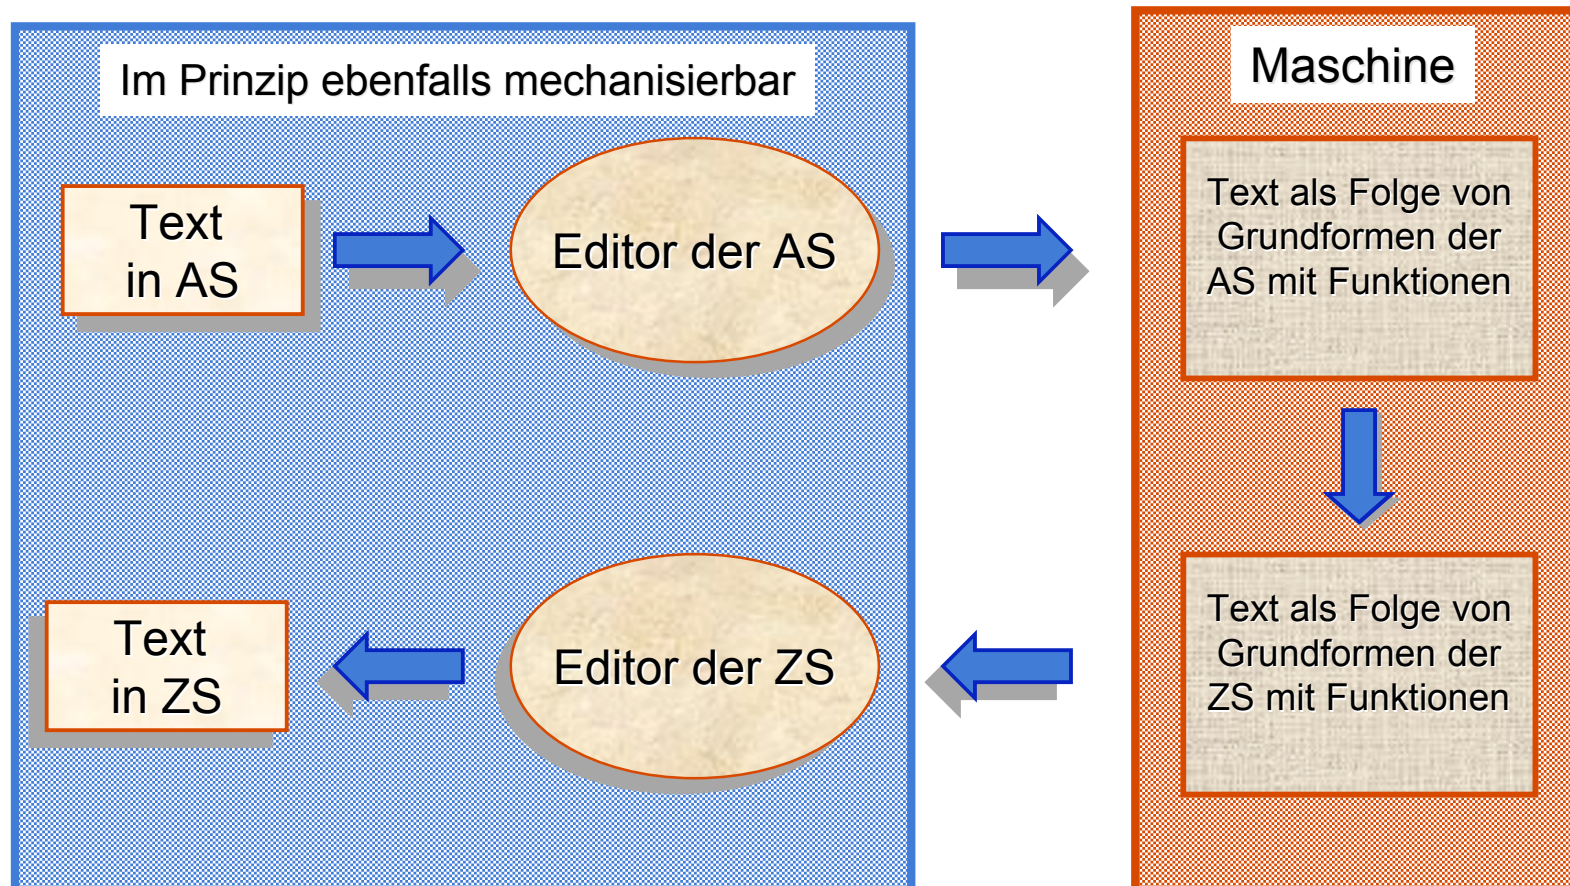 Im Prinzip ebenfalls mechanisierbar
Maschine
Text
in AS
Editor der AS
Text als Folge von
Grundformen der
AS mit Funktionen
Text
in ZS
Editor der ZS
Text als Folge von
Grundformen der
ZS mit Funktionen